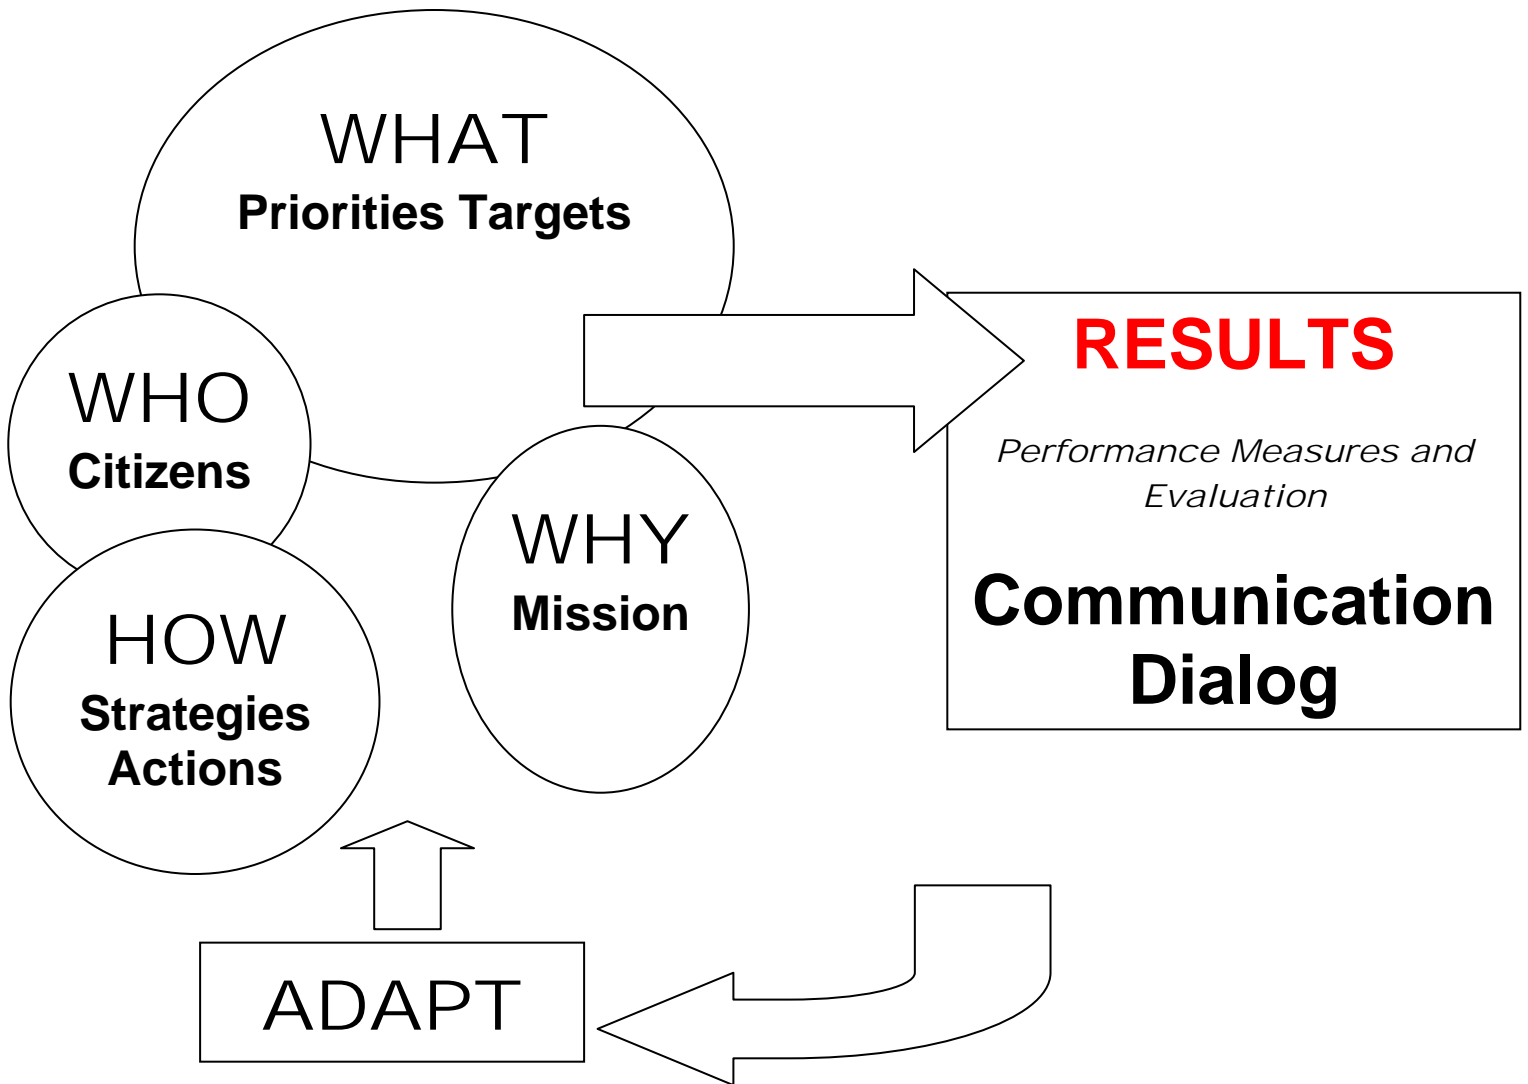 WHAT
Priorities Targets
WHO
Citizens
HOW
Strategies
Actions
WHY
Mission
RESULTS
Performance Measures and
Evaluation
Communication
Dialog
ADAPT